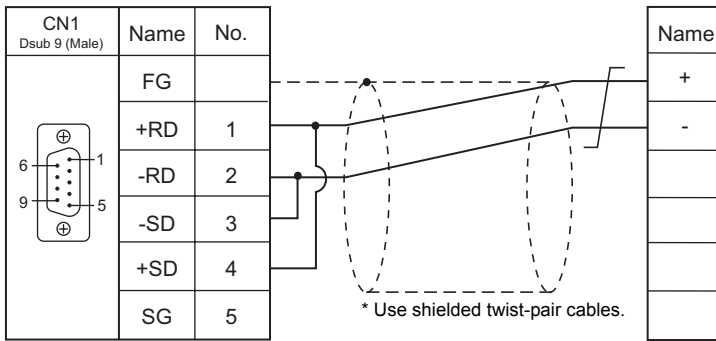 CN1
Dsub 9 (Male)
Name No.
FG
+RD 1
-RD 2
-SD 3
+SD 4
SG 5
6 1
9 5
* Use shielded twist-pair cables.
Name
+
-